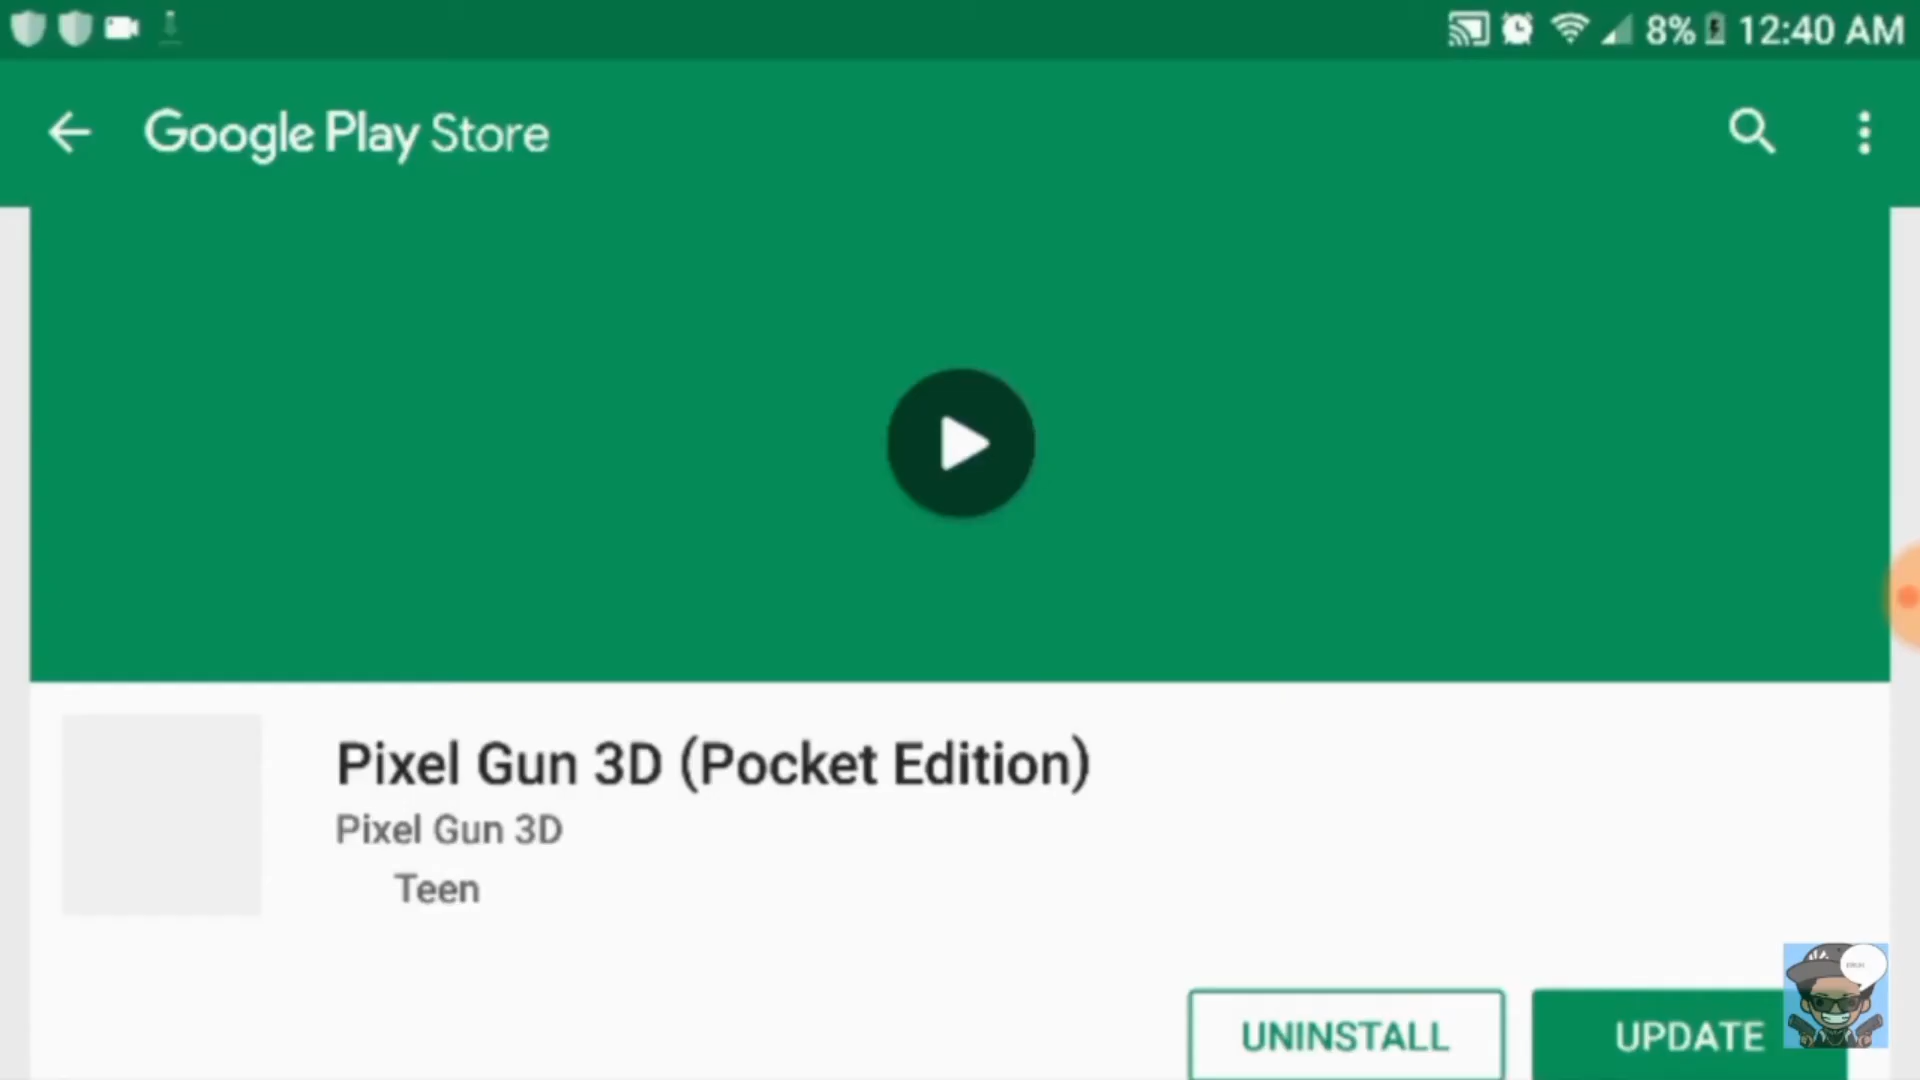 8% 12:40 AM
Google Play Store
Pixel Gun 3D (Pocket Edition)
Pixel Gun 3D
Teen
UNINSTALL
UPDATE